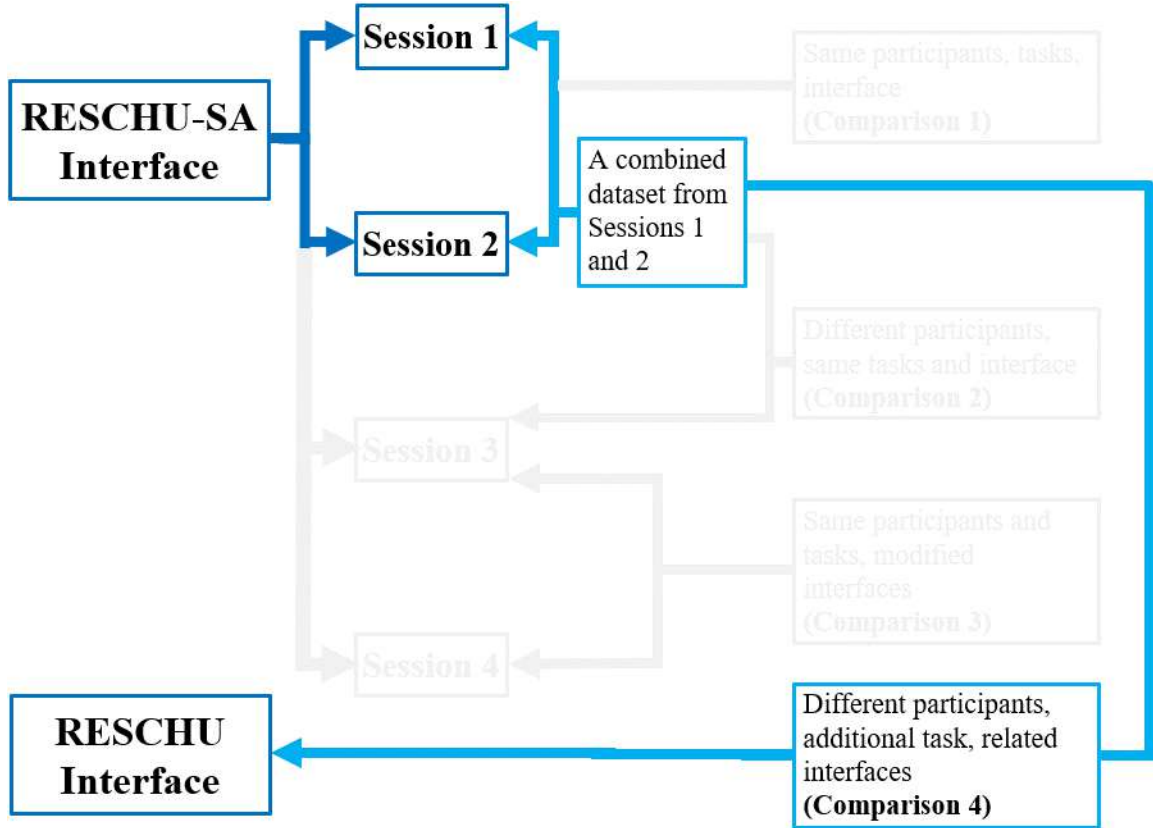 Session 1
Same participants, tasks,
interface
(Comparison 1)
RESCHU-SA
Interface
A combined
dataset from
Sessions 1
and 2
Session 2
Different participants,
same tasks and interface
(Comparison 2)
Session 3
Same participants and
tasks, modified
interfaces
(Comparison 3)
Session 4
RESCHU
Interface
Different participants,
additional task, related
interfaces
(Comparison 4)